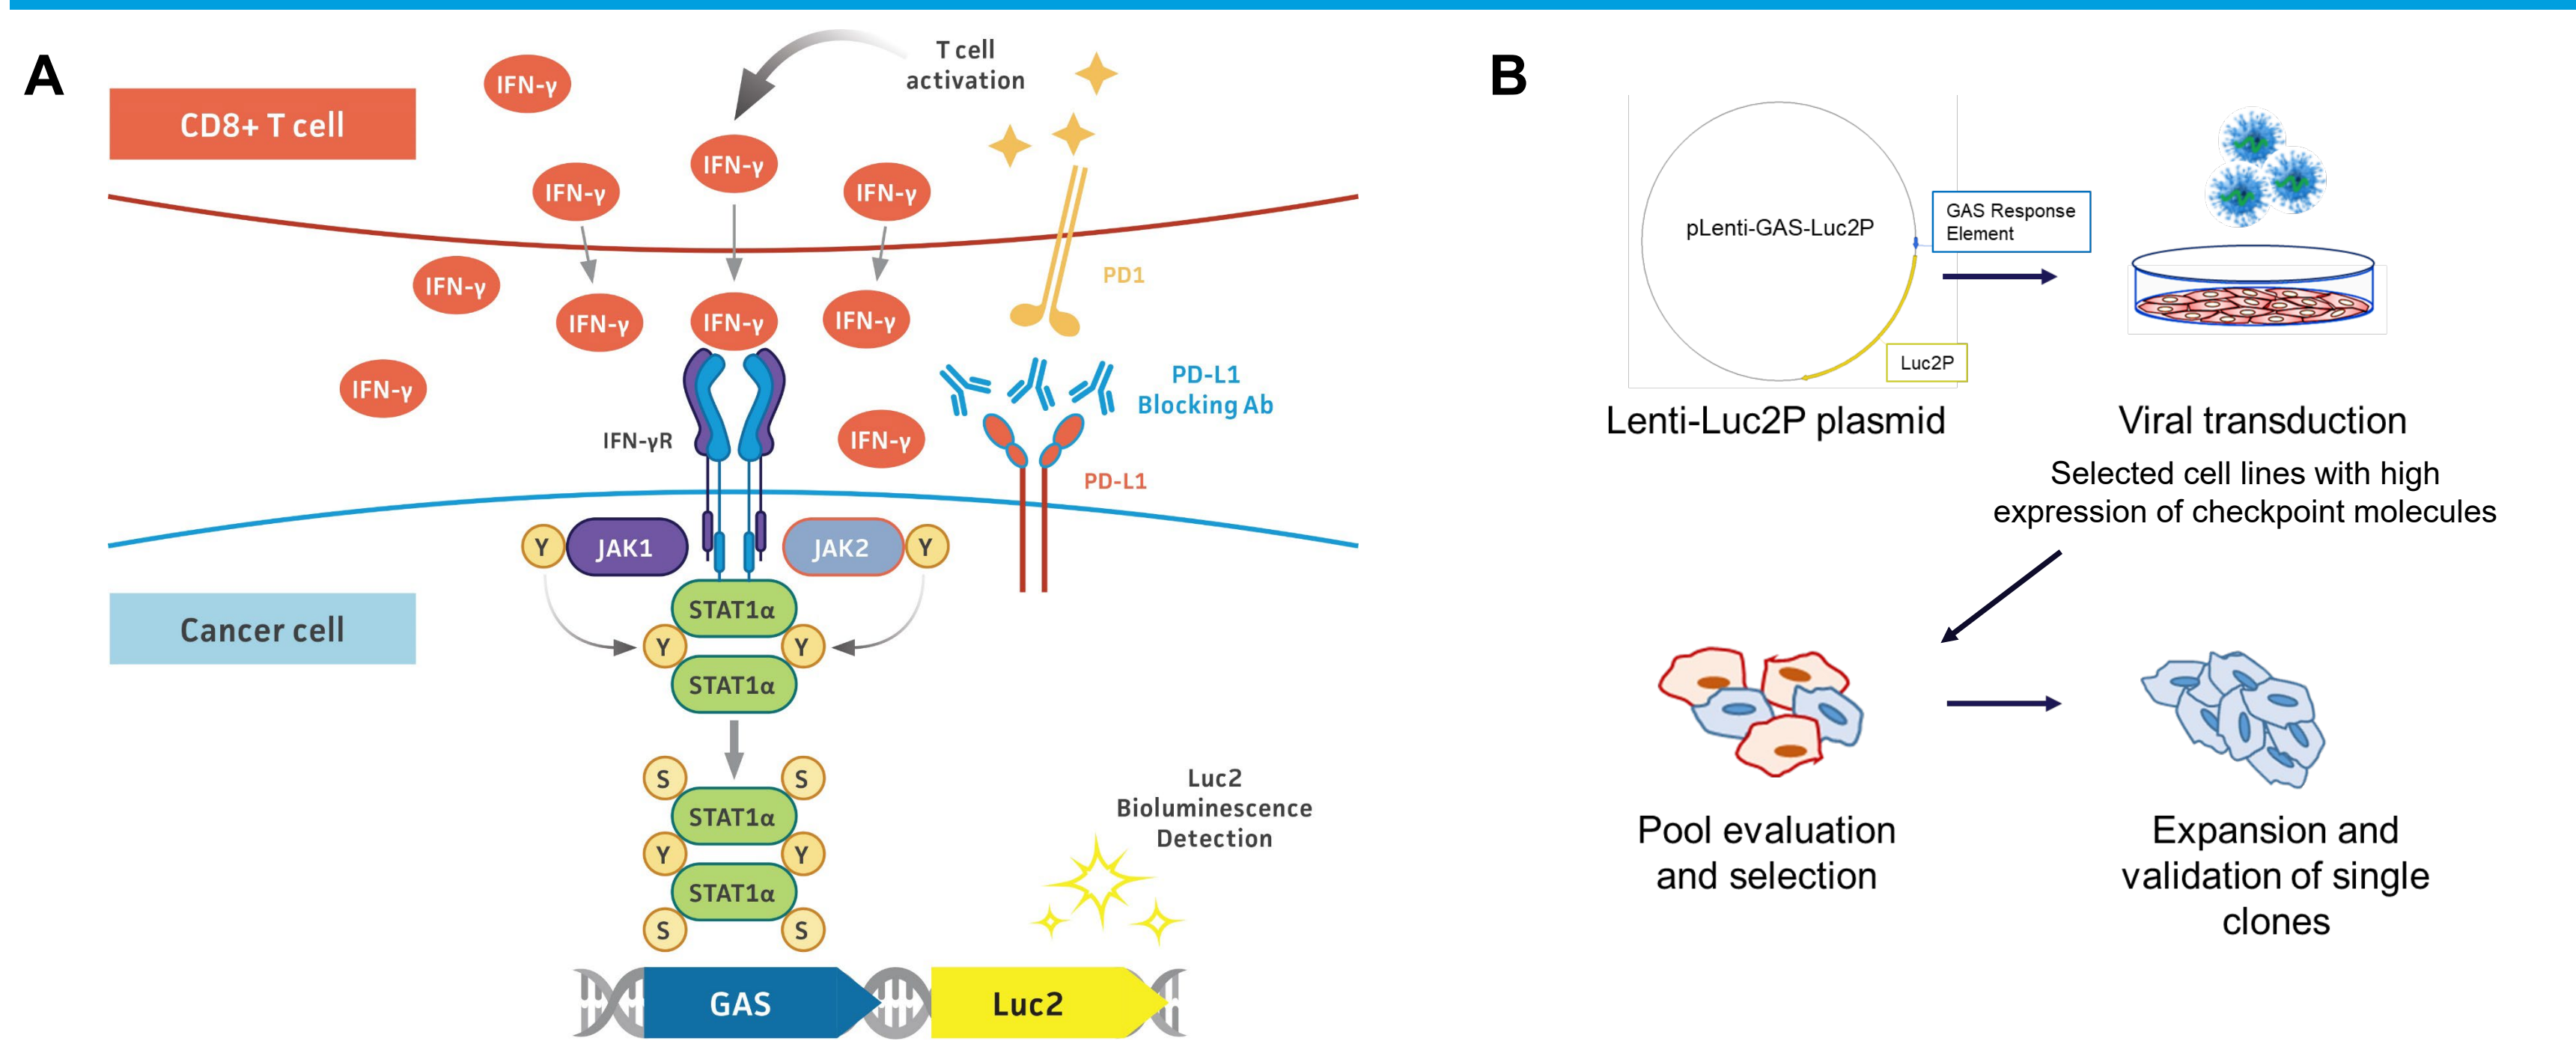 A
CD8+ T cell
IFN-γ
T cell
activation
IFN-γ
IFN-γ
IFN-γ
IFN-γ
IFN-γ
IFN-γ
IFN-γ
PD1
IFN-γ
PD-L1
Blocking Ab
IFN-γR
IFN-γ
PD-L1
Y
JAK1
JAK2
Y
Cancer cell
STAT1α
Y
Y
STAT1α
S
S
STAT1α
Y
Y
STAT1α
S
S
Luc2
Bioluminescence
Detection
GAS
Luc2
B
pLenti-GAS-Luc2P
GAS Response
Element
Luc2P
Lenti-Luc2P plasmid
Viral transduction
Selected cell lines with high
expression of checkpoint molecules
Pool evaluation
and selection
Expansion and
validation of single
clones